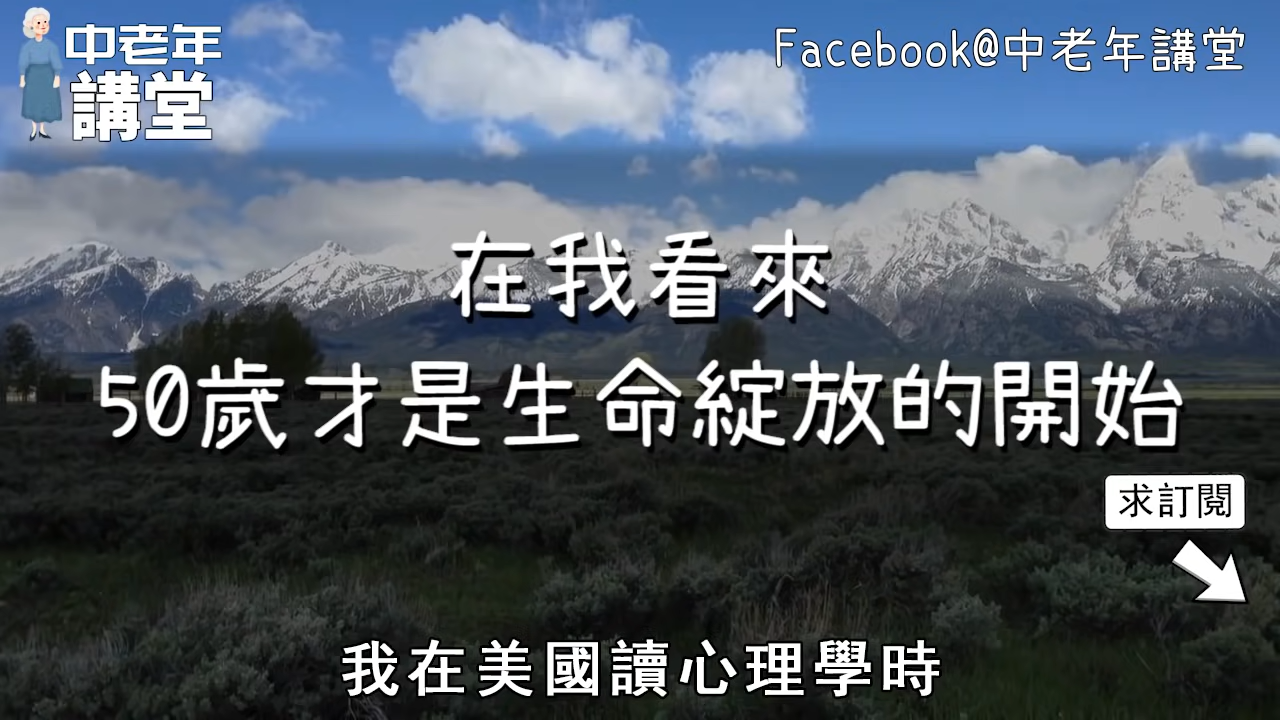 中老年
講堂
Facebook@中老年講堂
在我看來
50歲才是生命綻放的開始
求訂閱
我在美國讀心理學時